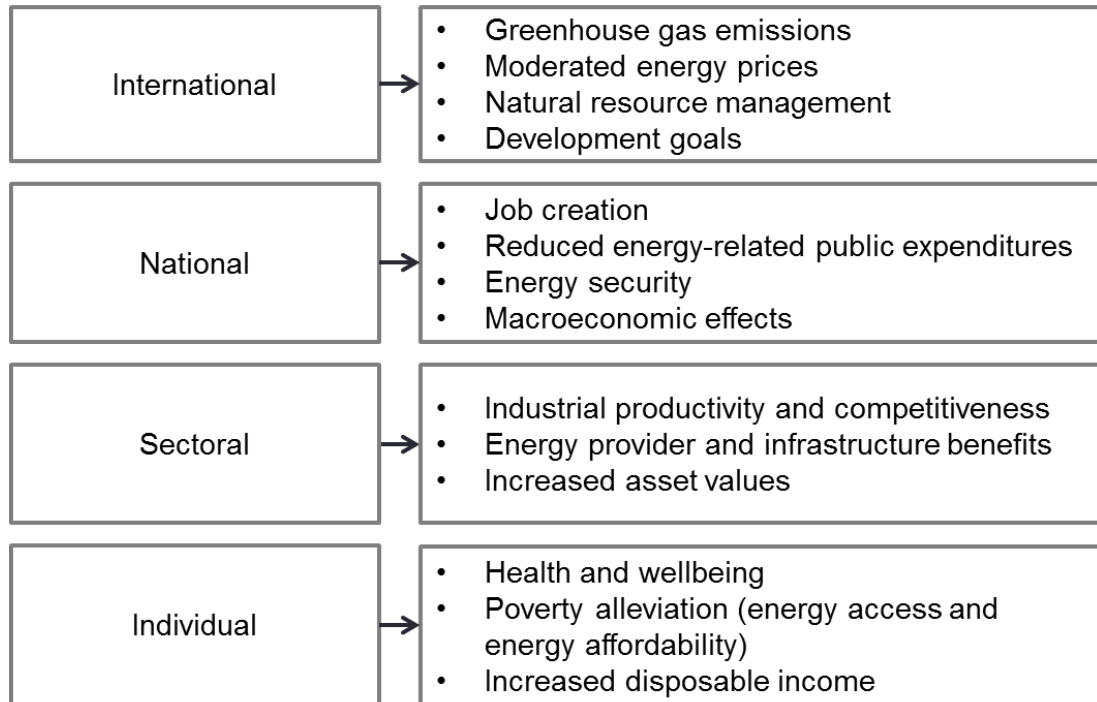 International
• Greenhouse gas emissions
• Moderated energy prices
• Natural resource management
• Development goals
National
• Job creation
• Reduced energy-related public expenditures
• Energy security
• Macroeconomic effects
Sectoral
• Industrial productivity and competitiveness
• Energy provider and infrastructure benefits
• Increased asset values
Individual
• Health and wellbeing
• Poverty alleviation (energy access and
energy affordability)
• Increased disposable income